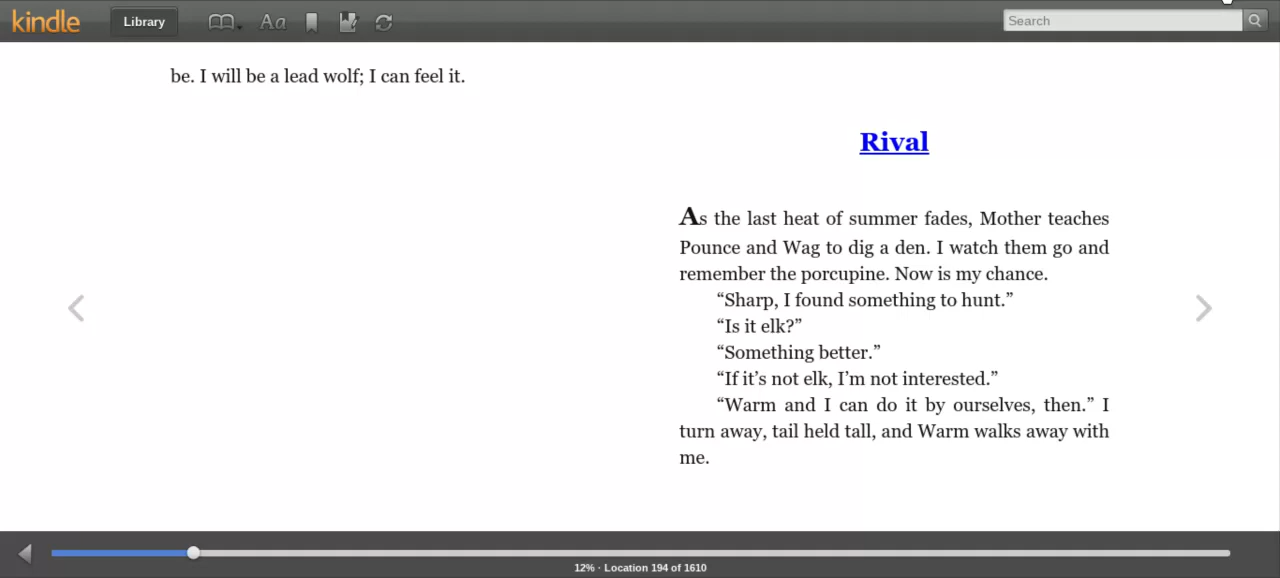 kindle
Library
Aa
Search
be. I will be a lead wolf; I can feel it.
Rival
As the last heat of summer fades, Mother teaches
Pounce and Wag to dig a den. I watch them go and
remember the porcupine. Now is my chance.
“Sharp, I found something to hunt.”
“Is it elk?”
“Something better.”
“If it’s not elk, I’m not interested.”
“Warm and I can do it by ourselves, then.” I
turn away, tail held tall, and Warm walks away with
me.
12% · Location 194 of 1610